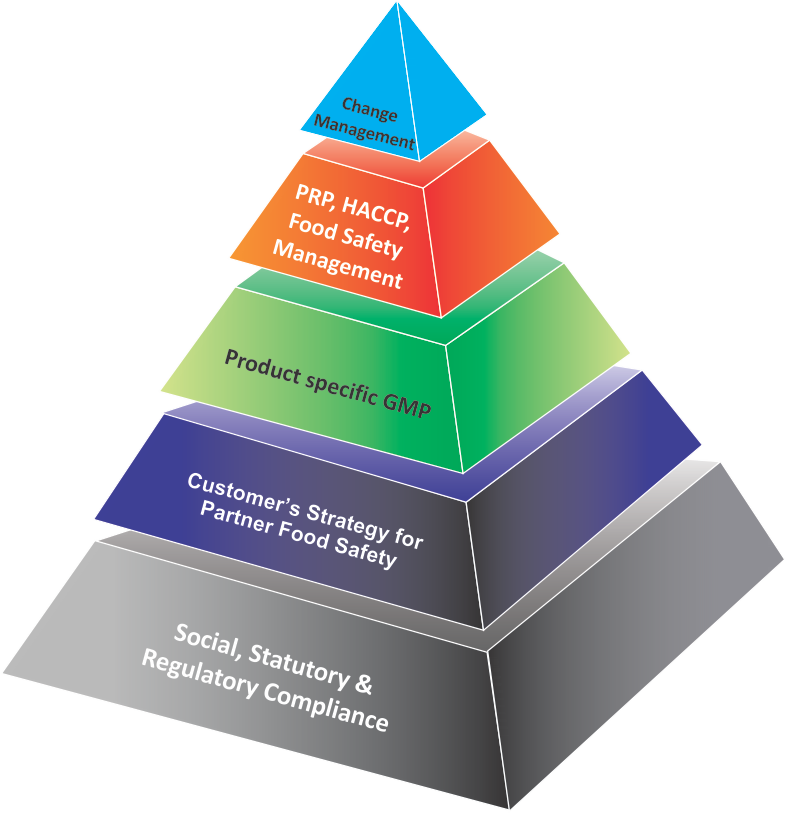 Change
Management
PRP, HACCP,
Food Safety
Management
Product specific GMP
Customer's Strategy for
Partner Food Safety
Social, Statutory &
Regulatory Compliance